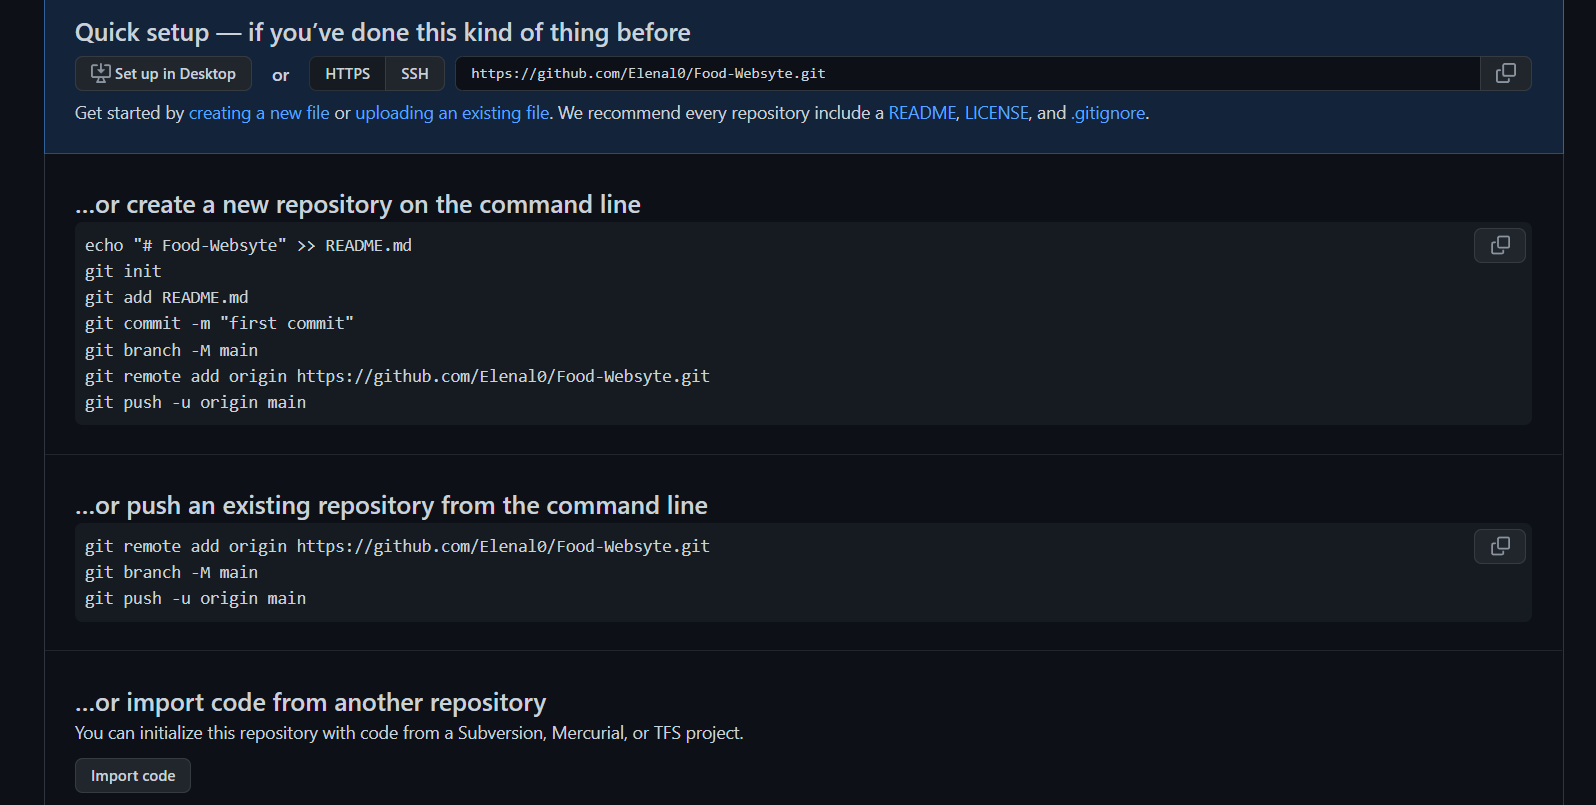 Quick setup — if you’ve done this kind of thing before
Set up in Desktop or HTTPS SSH https://github.com/Elenal0/Food-Websyte.git
Get started by creating a new file or uploading an existing file. We recommend every repository include a README, LICENSE, and .gitignore.
…or create a new repository on the command line
echo "# Food-Websyte" >> README.md
git init
git add README.md
git commit -m "first commit"
git branch -M main
git remote add origin https://github.com/Elenal0/Food-Websyte.git
git push -u origin main
…or push an existing repository from the command line
git remote add origin https://github.com/Elenal0/Food-Websyte.git
git branch -M main
git push -u origin main
…or import code from another repository
You can initialize this repository with code from a Subversion, Mercurial, or TFS project.
Import code